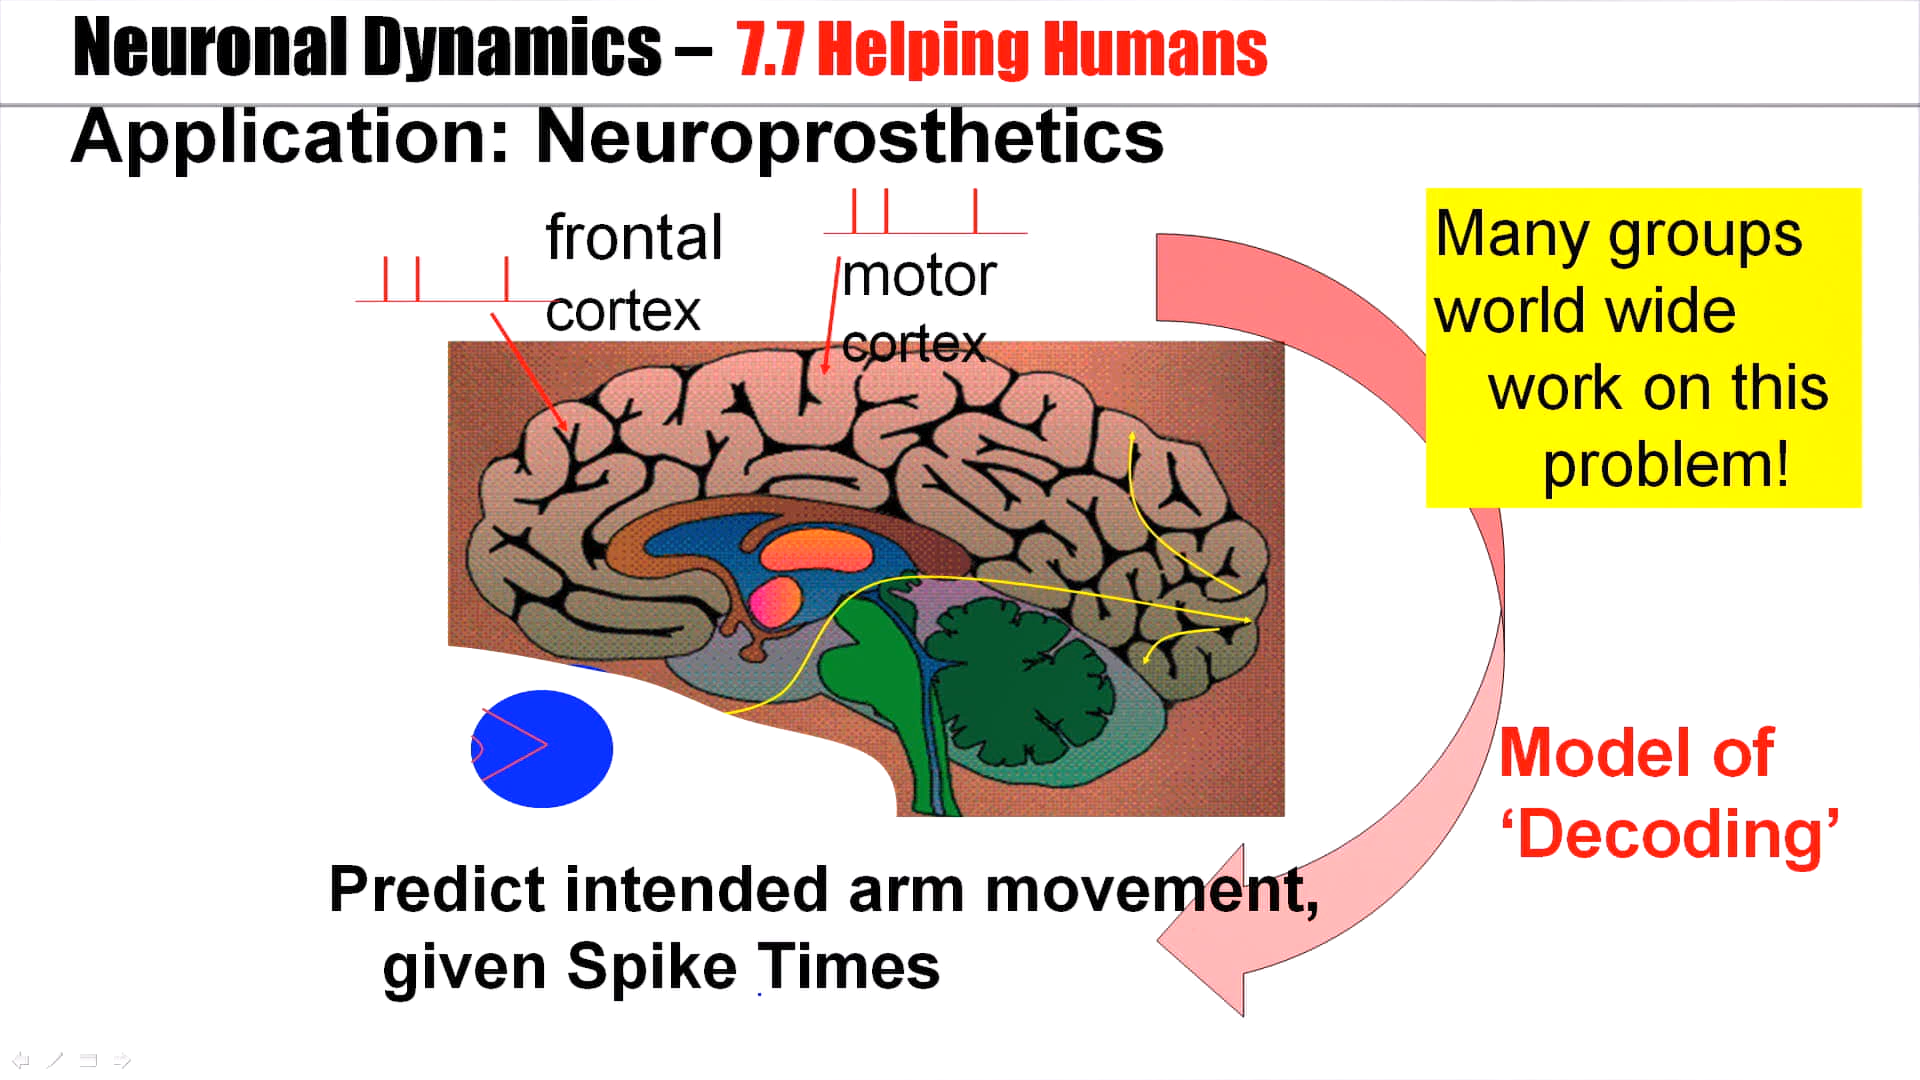 Neuronal Dynamics – 7.7 Helping Humans
Application: Neuroprosthetics
frontal
cortex
motor
cortex
Many groups
world wide
work on this
problem!
Model of
‘Decoding’
Predict intended arm movement,
given Spike Times